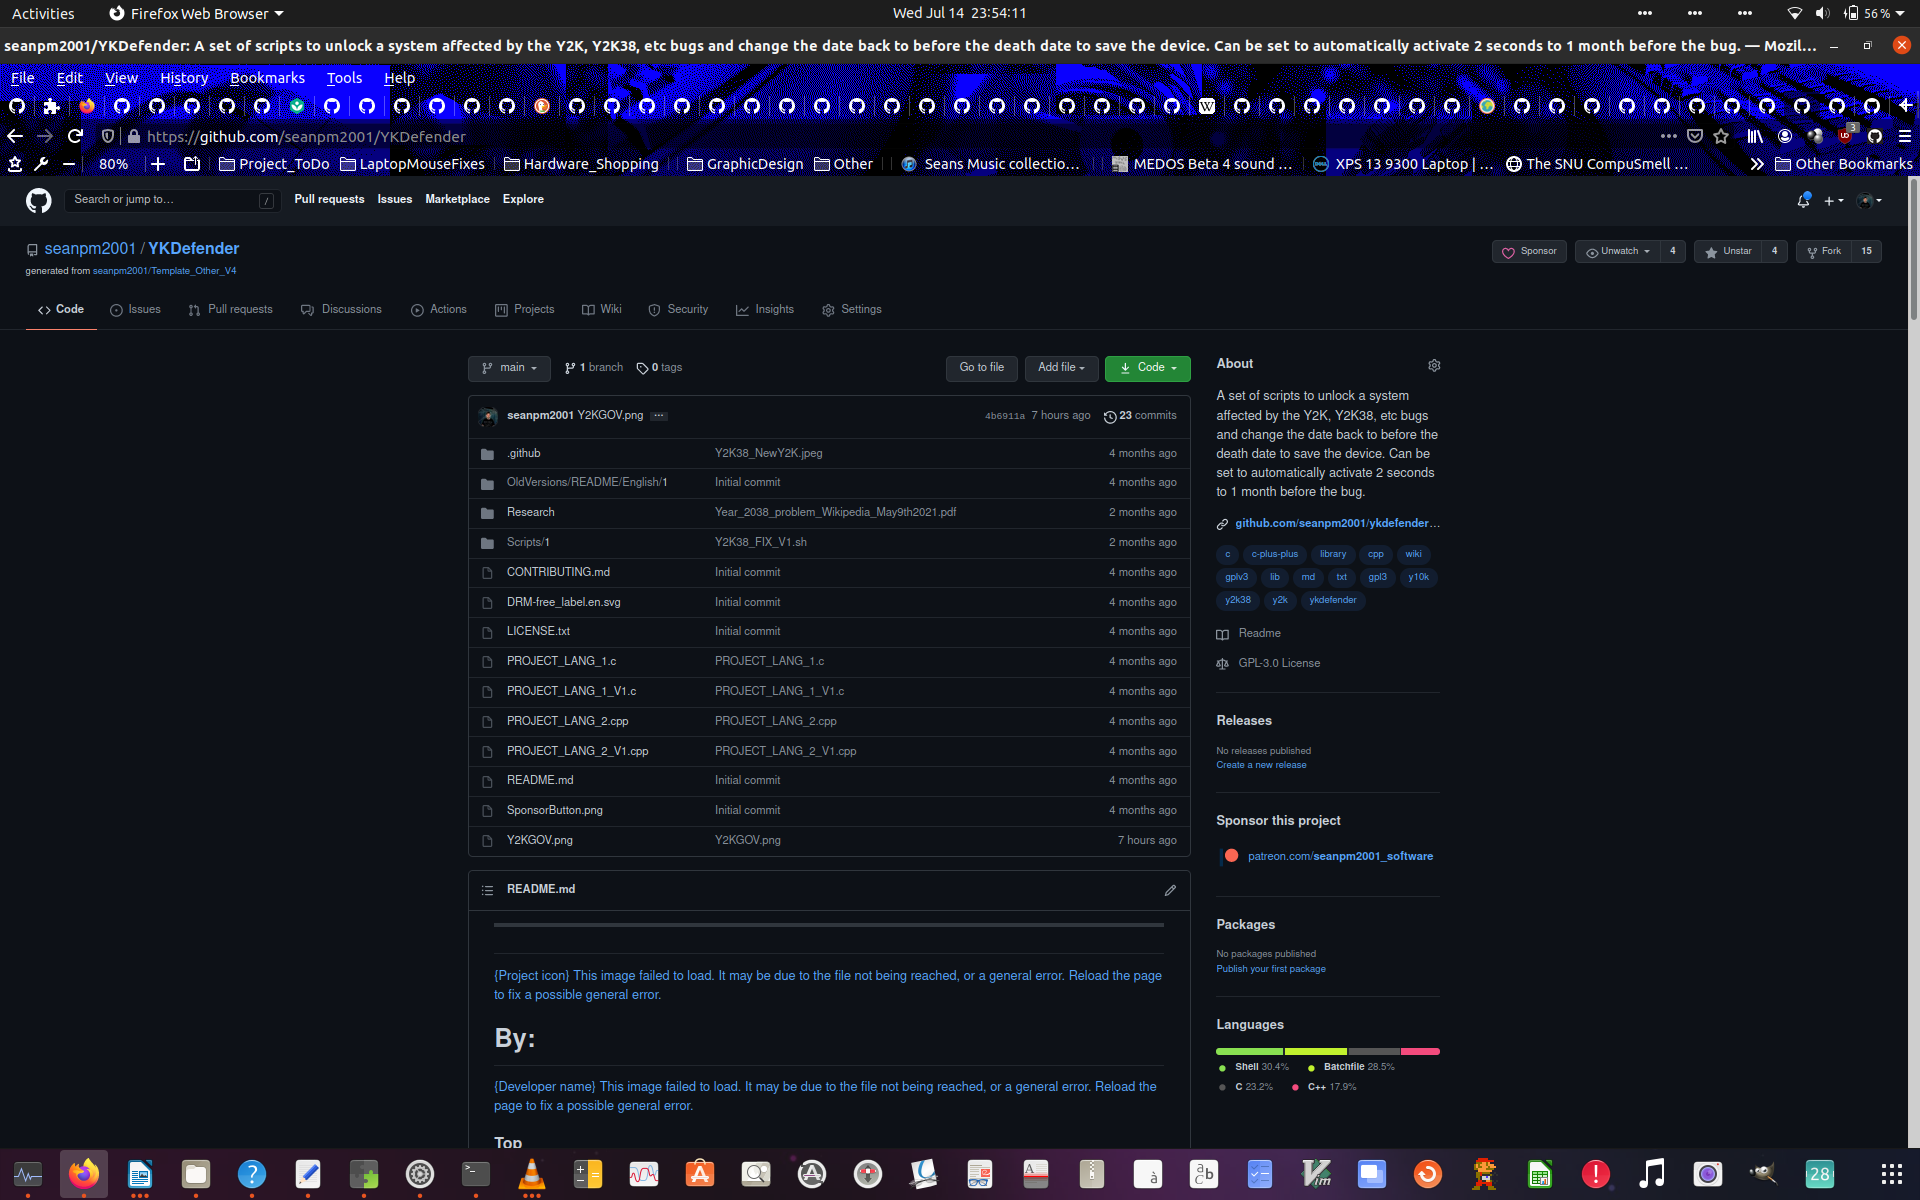 Activities
Firefox Web Browser
Wed Jul 14 23:54:11
56 %
seanpm2001/YKDefender: A set of scripts to unlock a system affected by the Y2K, Y2K38, etc bugs and change the date back to before the death date to save the device. Can be set to automatically activate 2 seconds to 1 month before the bug. — Mozil…
File Edit View History Bookmarks Tools Help
https://github.com/seanpm2001/YKDefender
3
80%
Project_ToDo
LaptopMouseFixes
Hardware_Shopping
GraphicDesign
Other
Seans Music collectio…
MEDOS Beta 4 sound …
XPS 13 9300 Laptop | …
The SNU CompuSmell …
Other Bookmarks
Search or jump to…
/
Pull requests Issues Marketplace Explore
seanpm2001 / YKDefender
generated from seanpm2001/Template_Other_V4
Sponsor
Unwatch 4
Unstar 4
Fork 15
Code Issues Pull requests Discussions Actions Projects Wiki Security Insights Settings
main
1 branch
0 tags
Go to file
Add file
Code
seanpm2001 Y2KGOV.png ··· 4b6911a 7 hours ago 23 commits
.github Y2K38_NewY2K.jpeg 4 months ago
OldVersions/README/English/1 Initial commit 4 months ago
Research Year_2038_problem_Wikipedia_May9th2021.pdf 2 months ago
Scripts/1 Y2K38_FIX_V1.sh 2 months ago
CONTRIBUTING.md Initial commit 4 months ago
DRM-free_label.en.svg Initial commit 4 months ago
LICENSE.txt Initial commit 4 months ago
PROJECT_LANG_1.c PROJECT_LANG_1.c 4 months ago
PROJECT_LANG_1_V1.c PROJECT_LANG_1_V1.c 4 months ago
PROJECT_LANG_2.cpp PROJECT_LANG_2.cpp 4 months ago
PROJECT_LANG_2_V1.cpp PROJECT_LANG_2_V1.cpp 4 months ago
README.md Initial commit 4 months ago
SponsorButton.png Initial commit 4 months ago
Y2KGOV.png Y2KGOV.png 7 hours ago
README.md
{Project icon} This image failed to load. It may be due to the file not being reached, or a general error. Reload the page
to fix a possible general error.
By:
{Developer name} This image failed to load. It may be due to the file not being reached, or a general error. Reload the
page to fix a possible general error.
Top
About
A set of scripts to unlock a system
affected by the Y2K, Y2K38, etc bugs
and change the date back to before the
death date to save the device. Can be
set to automatically activate 2 seconds
to 1 month before the bug.
github.com/seanpm2001/ykdefender…
c c-plus-plus library cpp wiki
gplv3 lib md txt gpl3 y10k
y2k38 y2k ykdefender
Readme
GPL-3.0 License
Releases
No releases published
Create a new release
Sponsor this project
patreon.com/seanpm2001_software
Packages
No packages published
Publish your first package
Languages
Shell 30.4% Batchfile 28.5%
C 23.2% C++ 17.9%
28